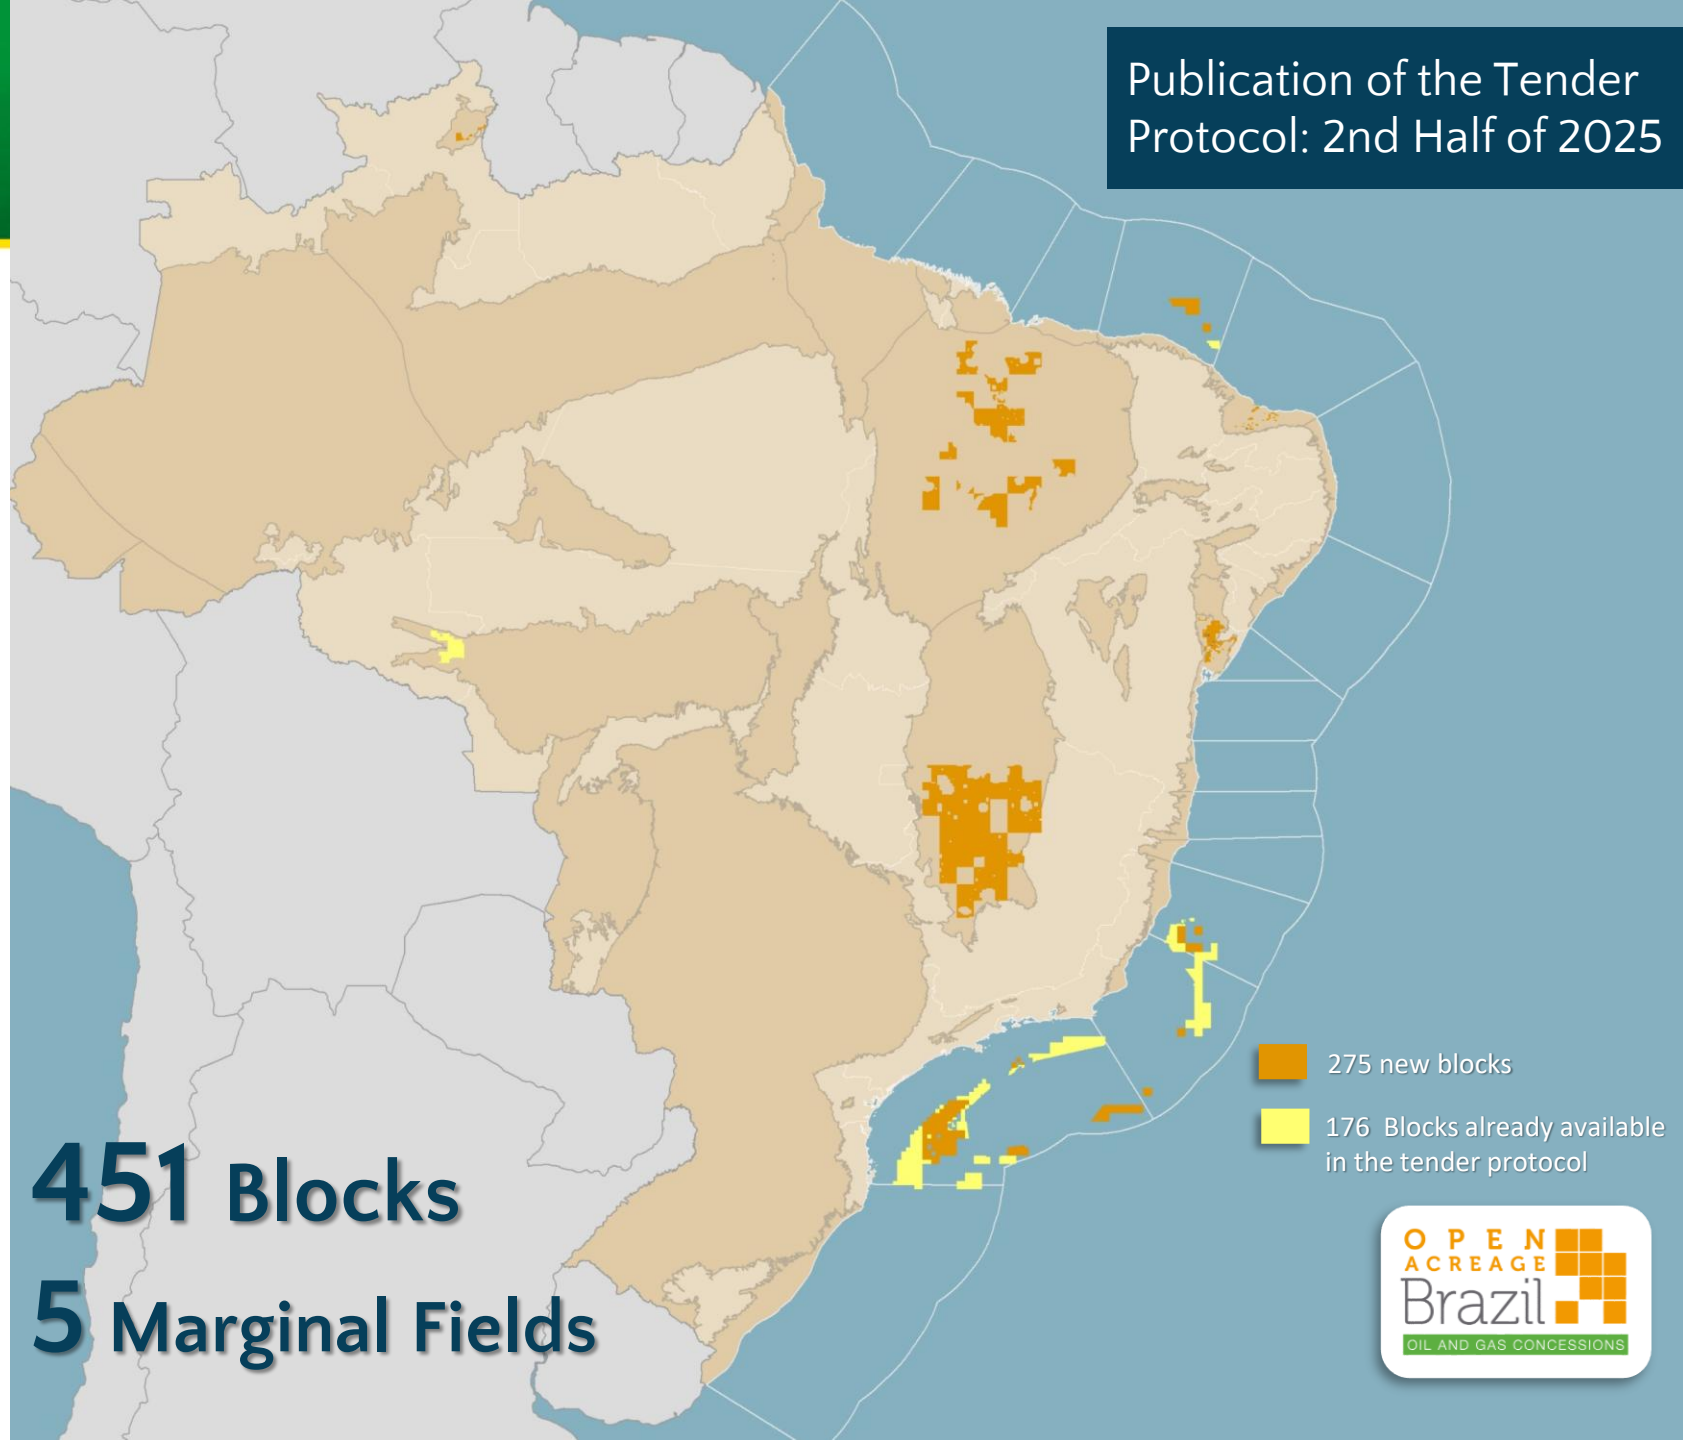 Publication of the Tender
Protocol: 2nd Half of 2025
275 new blocks
176 Blocks already available
in the tender protocol
451 Blocks
5 Marginal Fields
OPEN
ACREAGE
Brazil
OIL AND GAS CONCESSIONS